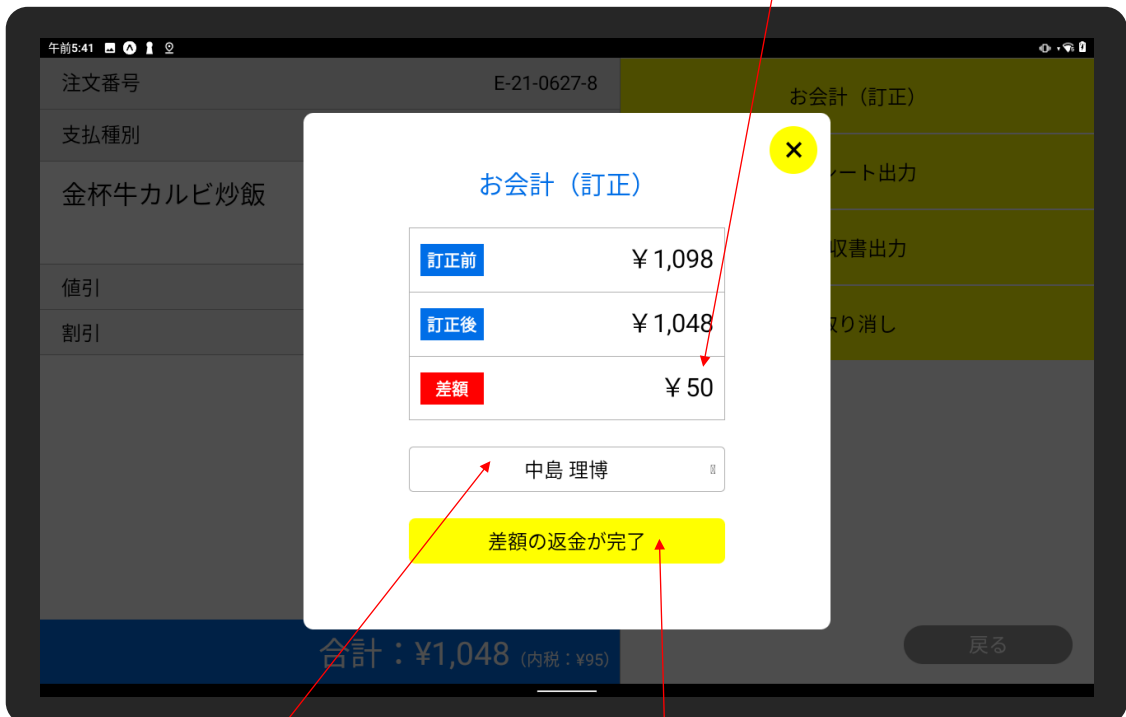 午前5:41
注文番号 E-21-0627-8
支払種別
金杯牛カルビ炒飯
値引
割引
合計：¥1,048 (内税：¥95)
お会計（訂正）
ート出力
収書出力
り消し
戻る
×
お会計（訂正）
訂正前 ￥1,098
訂正後 ￥1,048
差額 ￥50
中島 理博
差額の返金が完了